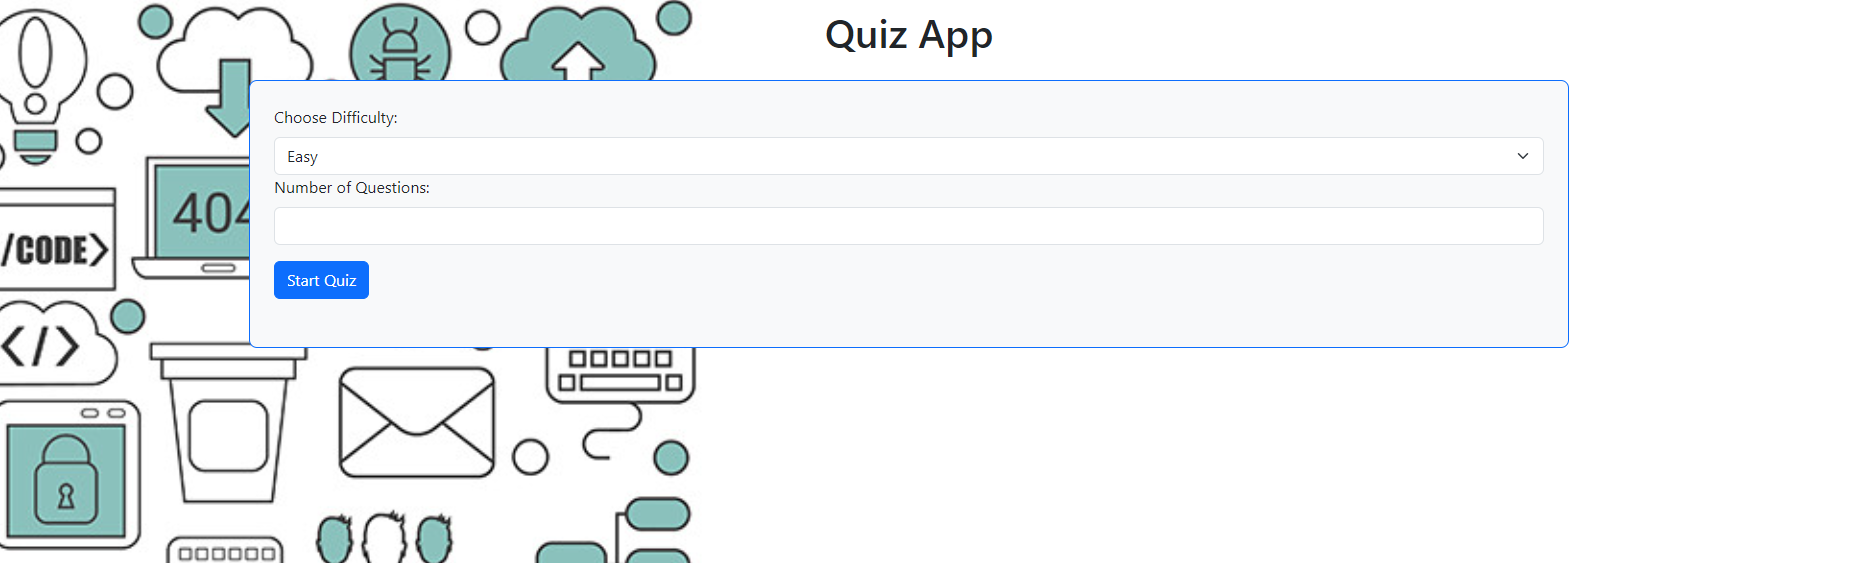 Quiz App
Choose Difficulty:
Easy
Number of Questions:
Start Quiz
404
/CODE>
</>